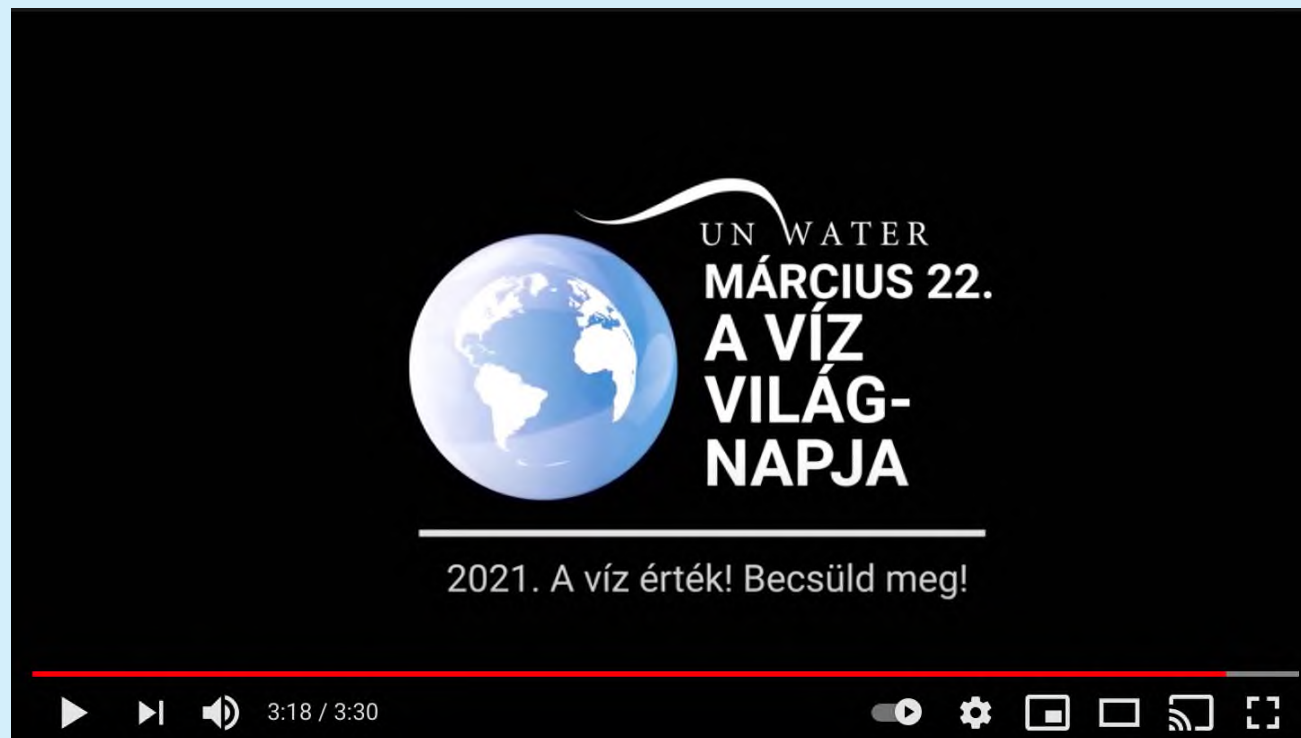 UN WATER
MÁRCIUS 22.
A VÍZ
VILÁG-
NAPJA
2021. A víz érték! Becsüld meg!
3:18 / 3:30